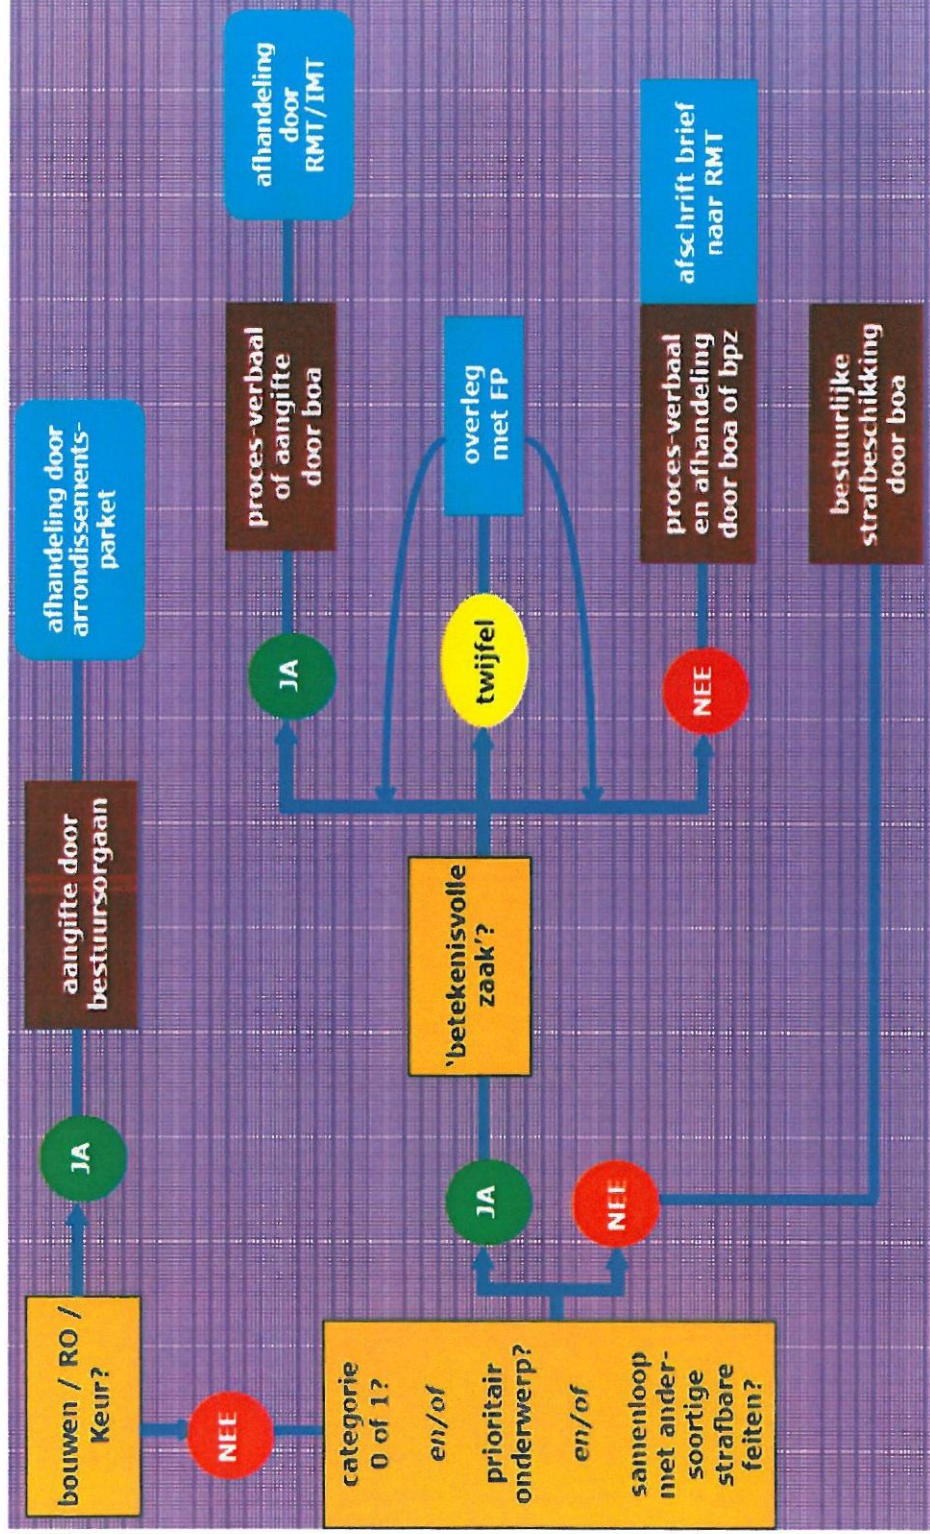 bouwen / RO /
Keur?
JA
aangifte door
bestuursorgaan
afhandeling door
arrondissements-
parket
NEE
categorie
0 of 1?
en/of
prioritair
onderwerp?
en/of
samenloop
met ander-
soortige
strafbare
feiten?
JA
NEE
'betekenisvolle
zaak'?
JA
proces-verbaal
of aangifte
door boa
afhandeling
door
RMT/IMT
twijfel
overleg
met FP
NEE
proces-verbaal
en afhandeling
door boa of bpz
afschrift brief
naar RMT
bestuurlijke
strafbeschikking
door boa